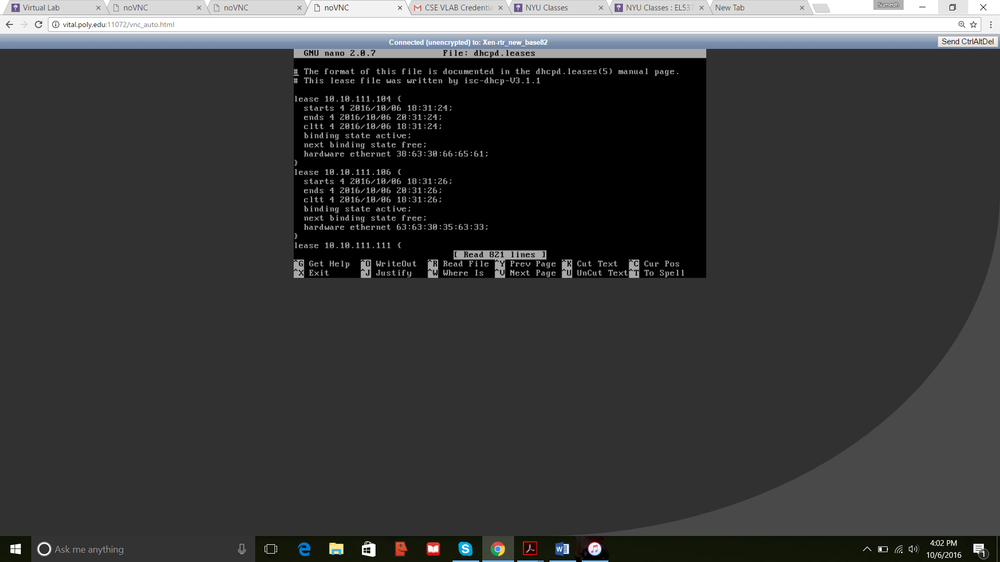 Virtual Lab
noVNC
noVNC
noVNC
CSE VLAB Credentia
NYU Classes
NYU Classes : EL537
New Tab
Sumedh
vital.poly.edu:11072/vnc_auto.html
Connected (unencrypted) to: Xen-rtr_new_base82
Send CtrlAltDel
GNU nano 2.0.7 File: dhcpd.leases
# The format of this file is documented in the dhcpd.leases(5) manual page.
# This lease file was written by isc-dhcp-V3.1.1
lease 10.10.111.104 {
starts 4 2016/10/06 18:31:24;
ends 4 2016/10/06 20:31:24;
cltt 4 2016/10/06 18:31:24;
binding state active;
next binding state free;
hardware ethernet 38:63:30:66:65:61;
}
lease 10.10.111.106 {
starts 4 2016/10/06 18:31:26;
ends 4 2016/10/06 20:31:26;
cltt 4 2016/10/06 18:31:26;
binding state active;
next binding state free;
hardware ethernet 63:63:30:35:63:33;
}
lease 10.10.111.111 {
[ Read 821 lines ]
^G Get Help ^O WriteOut ^R Read File ^Y Prev Page ^K Cut Text ^C Cur Pos
^X Exit ^J Justify ^W Where Is ^V Next Page ^U UnCut Text ^T To Spell
Ask me anything
4:02 PM
10/6/2016
1